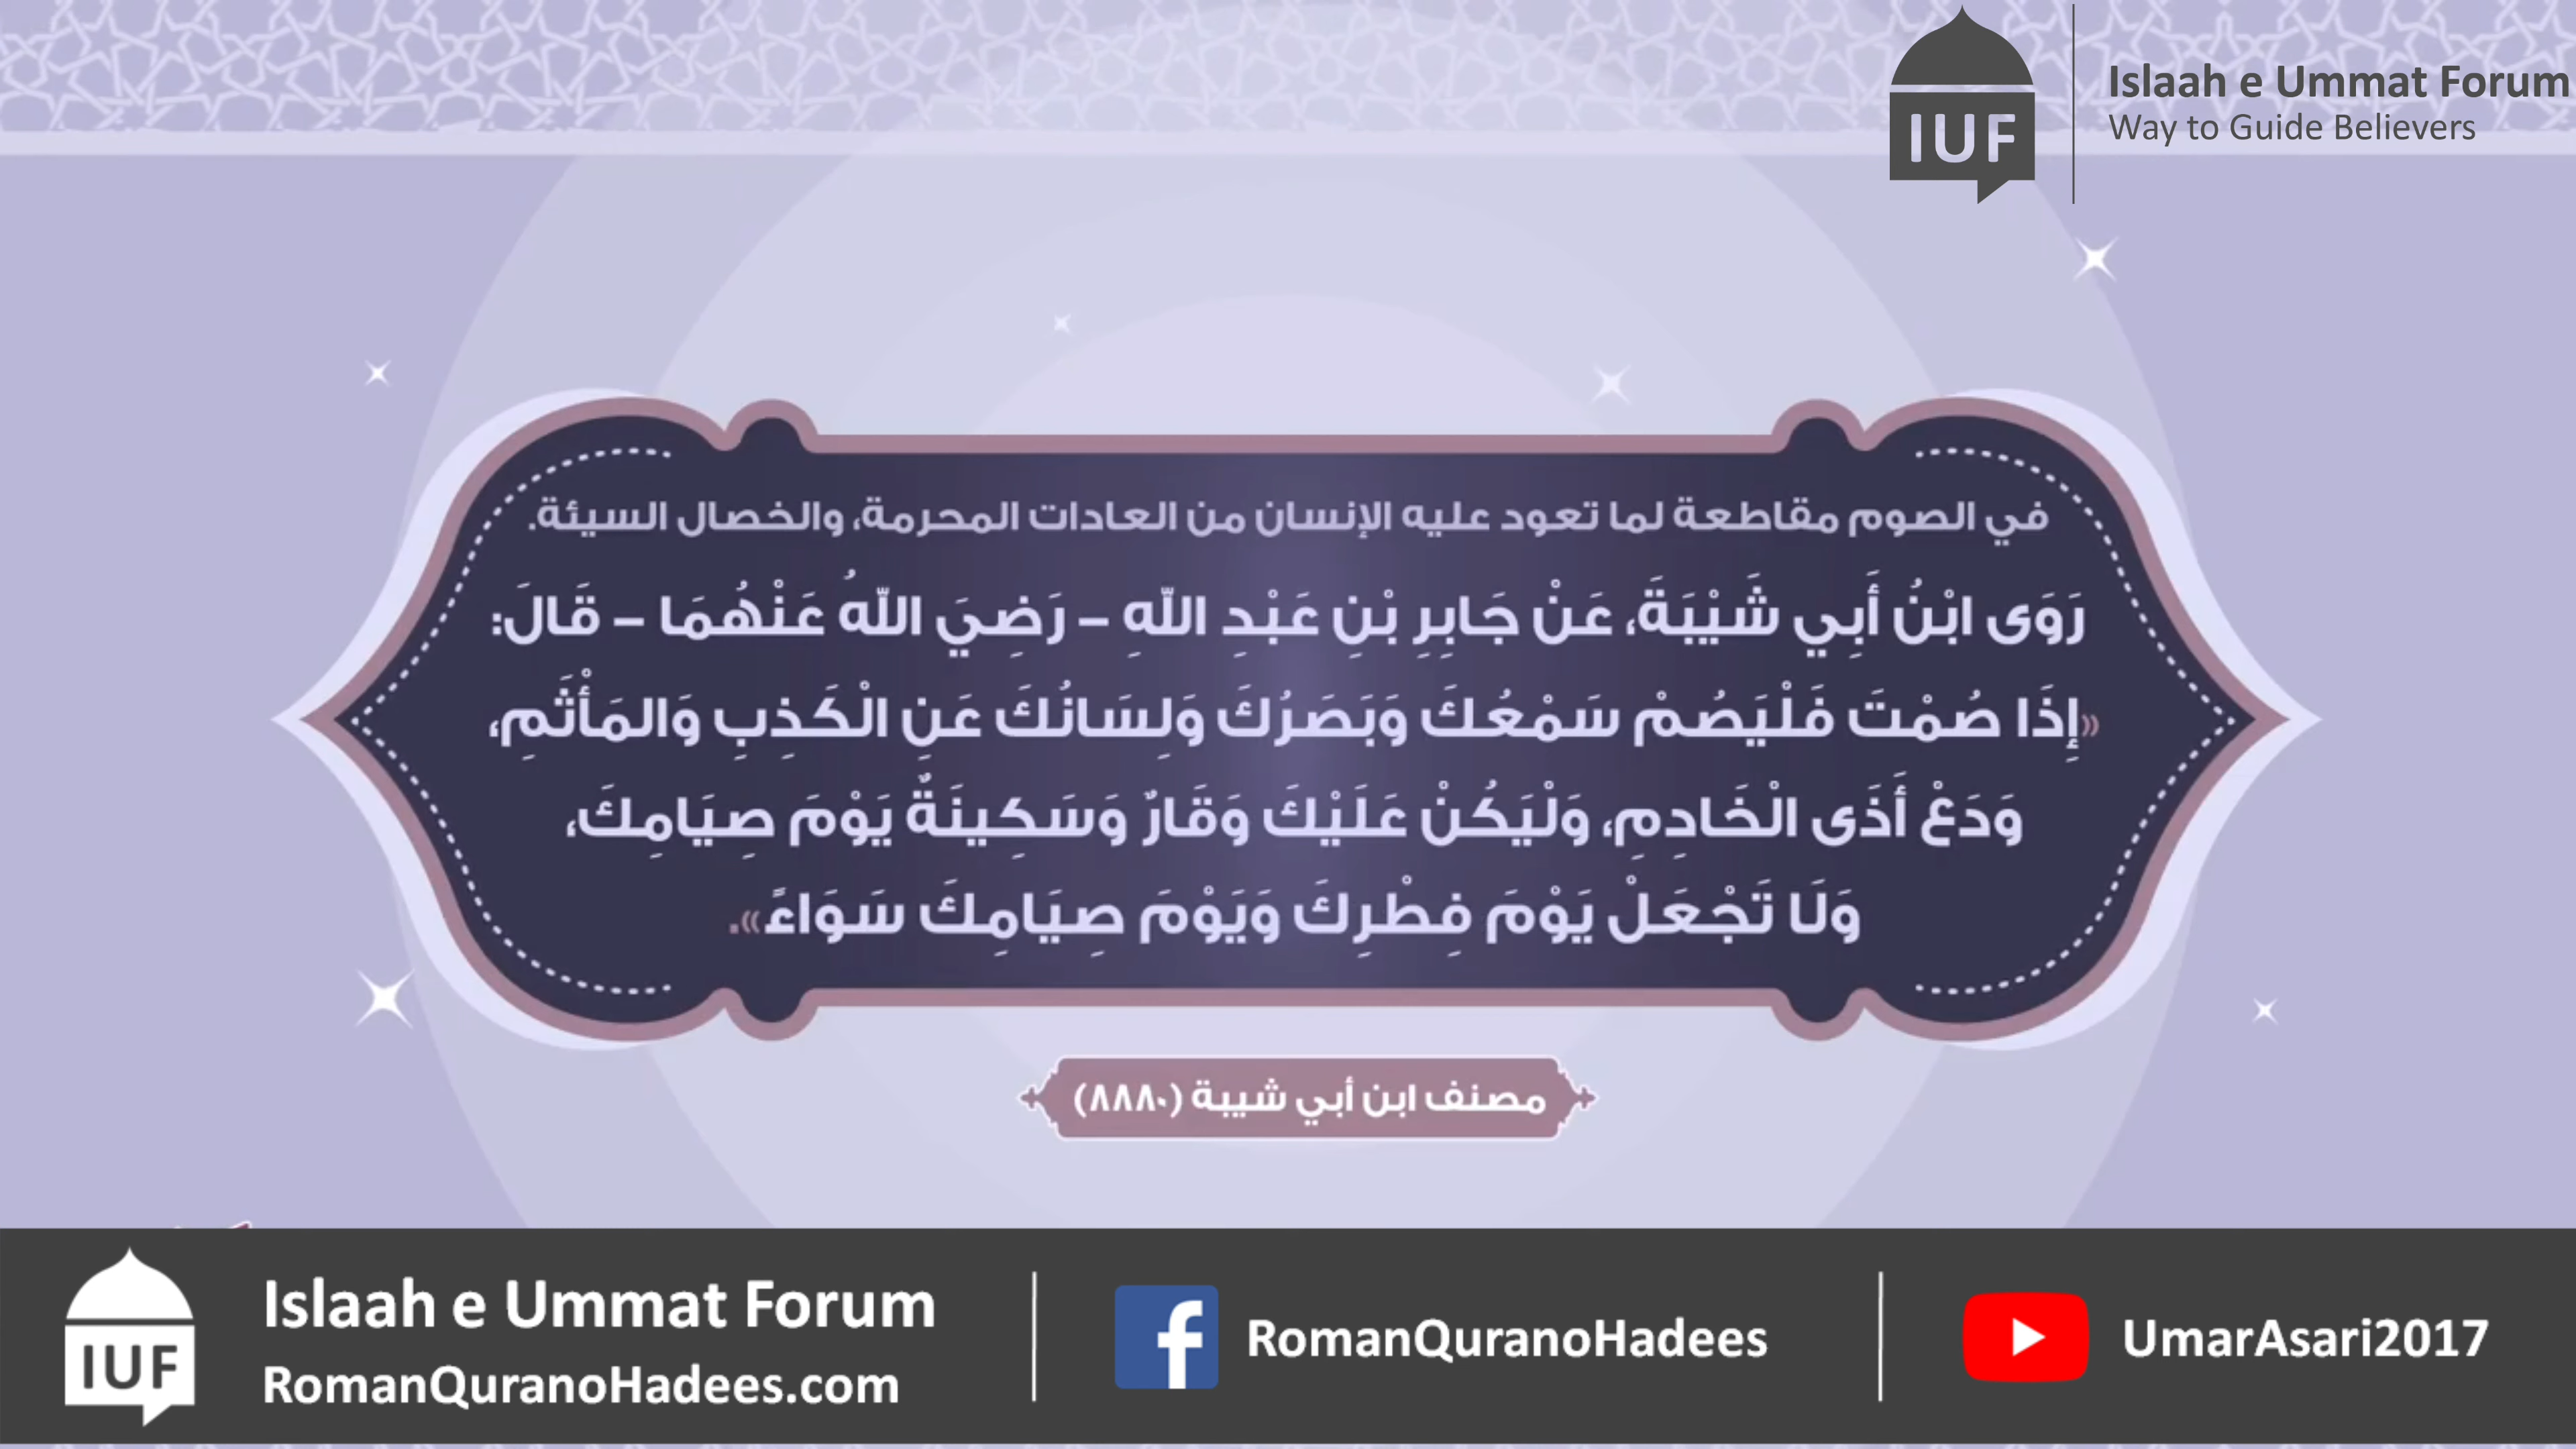 Islaah e Ummat Forum
Way to Guide Believers
IUF
في الصوم مقاطعة لما تعود عليه الإنسان من العادات المحرمة، والخصال السيئة.
رَوَى ابْنُ أَبِي شَيْبَةَ، عَنْ جَابِرِ بْنِ عَبْدِ اللَّهِ – رَضِيَ اللَّهُ عَنْهُمَا – قَالَ:
«إِذَا صُمْتَ فَلْيَصُمْ سَمْعُكَ وَبَصَرُكَ وَلِسَانُكَ عَنِ الْكَذِبِ وَالمَأْثَمِ،
وَدَعْ أَذَى الْخَادِمِ، وَلْيَكُنْ عَلَيْكَ وَقَارٌ وَسَكِينَةٌ يَوْمَ صِيَامِكَ،
وَلَا تَجْعَلْ يَوْمَ فِطْرِكَ وَيَوْمَ صِيَامِكَ سَوَاءً».
مصنف ابن أبي شيبة (٨٨٨٠)
IUF
Islaah e Ummat Forum
RomanQuranoHadees.com
RomanQuranoHadees
UmarAsari2017